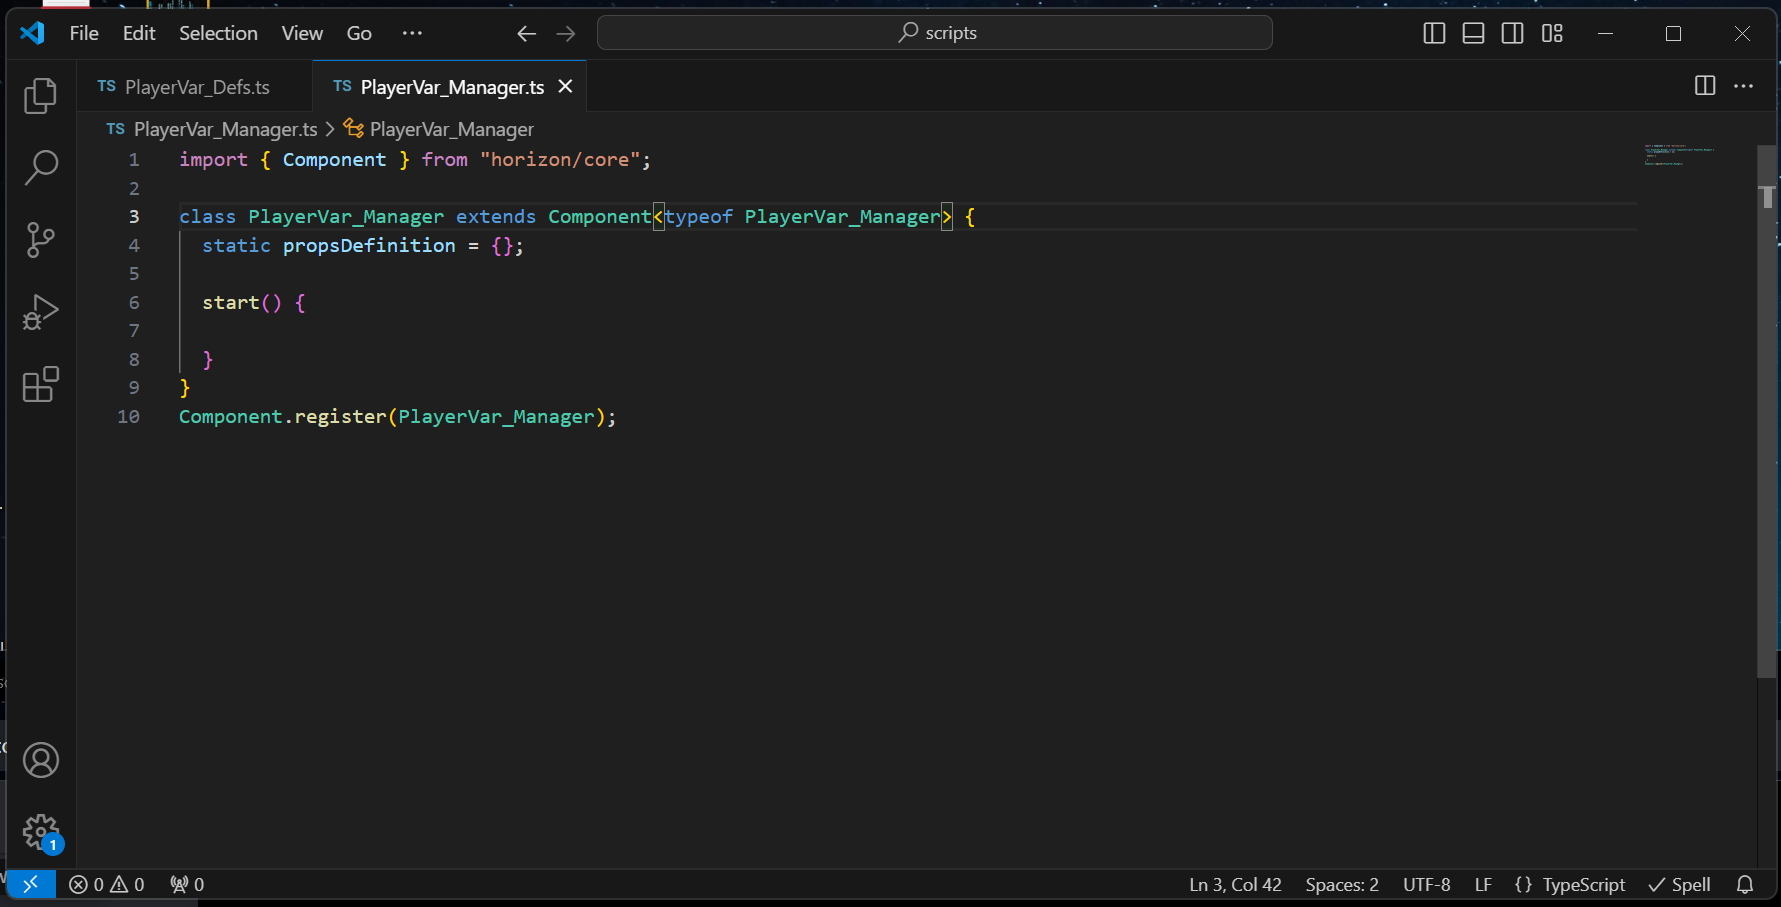 File Edit Selection View Go ··· scripts
TS PlayerVar_Defs.ts TS PlayerVar_Manager.ts
TS PlayerVar_Manager.ts > PlayerVar_Manager
1 import { Component } from "horizon/core";
2
3 class PlayerVar_Manager extends Component<typeof PlayerVar_Manager> {
4 static propsDefinition = {};
5
6 start() {
7
8 }
9 }
10 Component.register(PlayerVar_Manager);
1
0 0 0 Ln 3, Col 42 Spaces: 2 UTF-8 LF {} TypeScript Spell